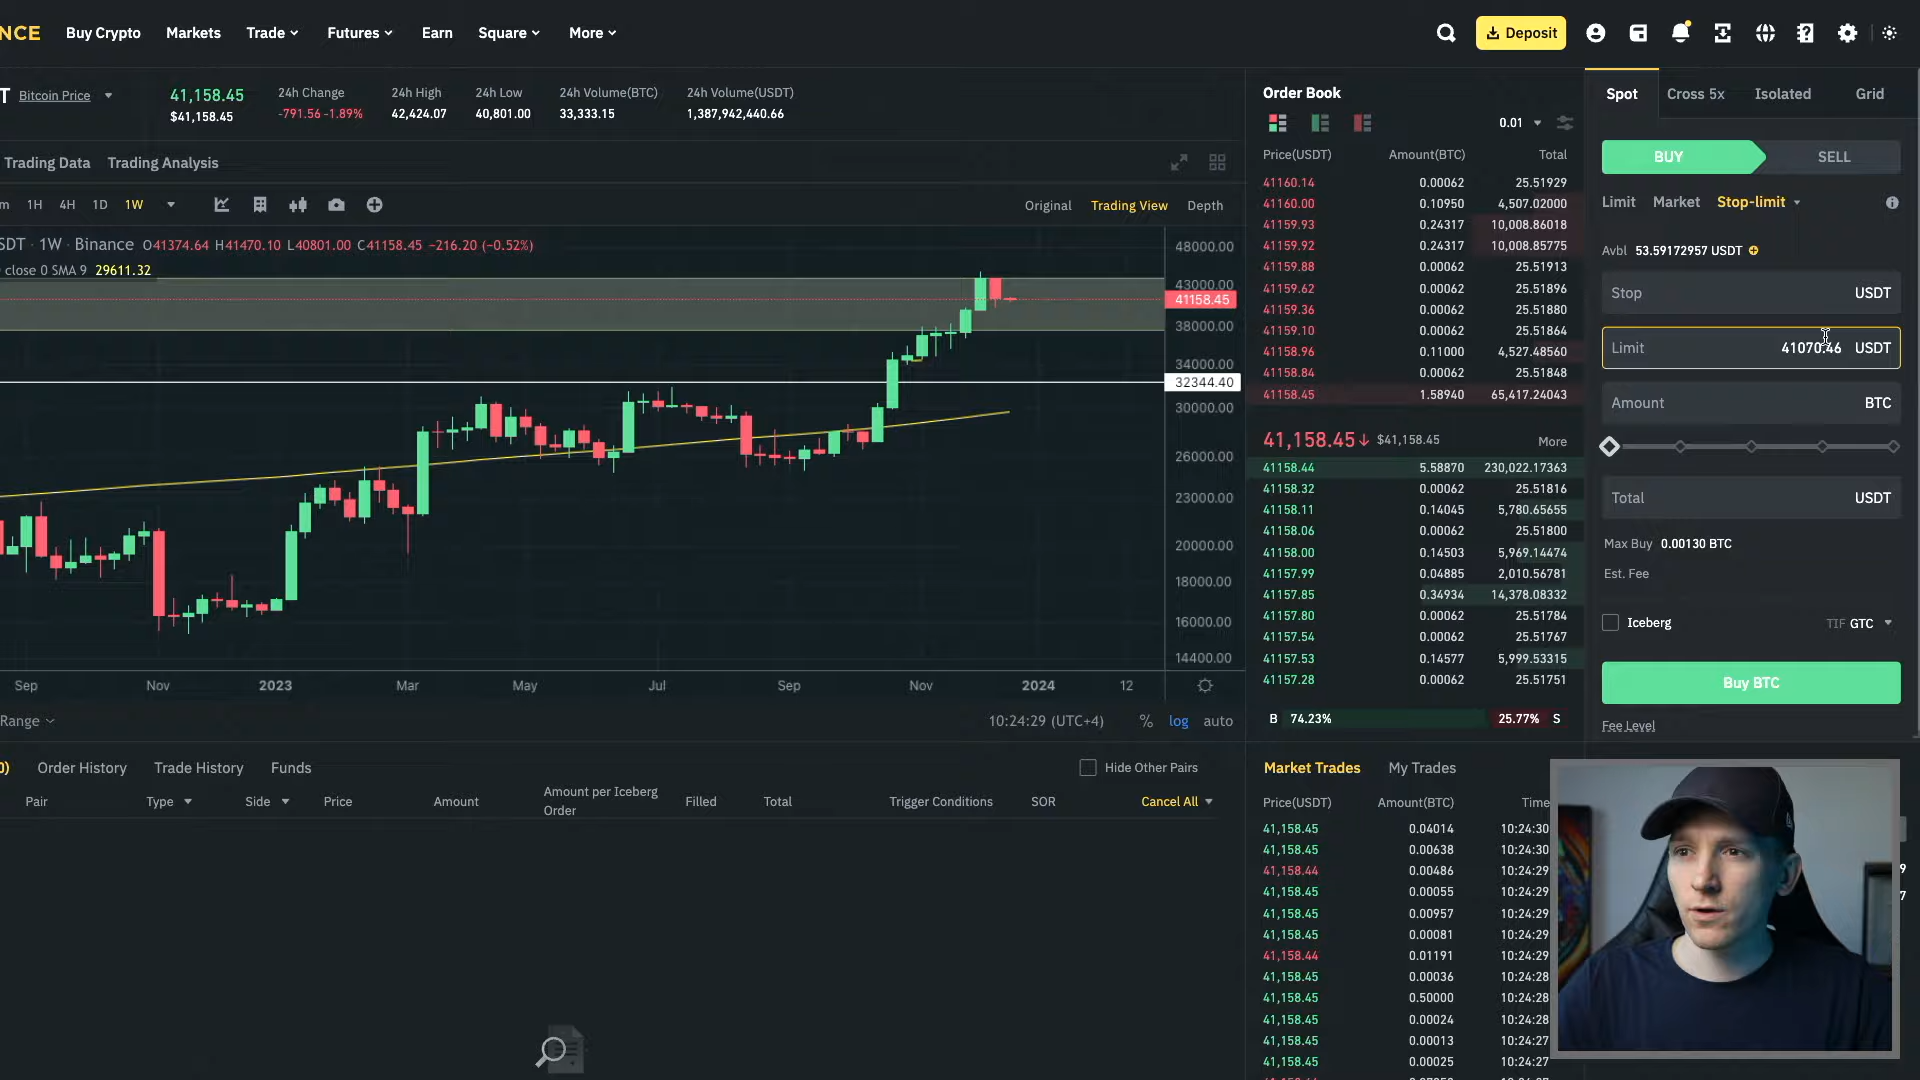 NCE Buy Crypto Markets Trade Futures Earn Square More Deposit
T Bitcoin Price 41,158.45 $41,158.45
24h Change -791.56 -1.89%
24h High 42,424.07
24h Low 40,801.00
24h Volume(BTC) 33,333.15
24h Volume(USDT) 1,387,942,440.66
Trading Data Trading Analysis
m 1H 4H 1D 1W Original Trading View Depth
SDT · 1W · Binance O41374.64 H41470.10 L40801.00 C41158.45 −216.20 (−0.52%)
close 0 SMA 9 29611.32
48000.00
43000.00
41158.45
38000.00
34000.00
32344.40
30000.00
26000.00
23000.00
20000.00
18000.00
16000.00
14400.00
Sep Nov 2023 Mar May Jul Sep Nov 2024 12
Range 10:24:29 (UTC+4) % log auto
Order Book
0.01
Price(USDT) Amount(BTC) Total
41160.14 0.00062 25.51929
41160.00 0.10950 4,507.02000
41159.93 0.24317 10,008.86018
41159.92 0.24317 10,008.85775
41159.88 0.00062 25.51913
41159.62 0.00062 25.51896
41159.36 0.00062 25.51880
41159.10 0.00062 25.51864
41158.96 0.11000 4,527.48560
41158.84 0.00062 25.51848
41158.45 1.58940 65,417.24043
41,158.45↓ $41,158.45 More
41158.44 5.58870 230,022.17363
41158.32 0.00062 25.51816
41158.11 0.14045 5,780.65655
41158.06 0.00062 25.51800
41158.00 0.14503 5,969.14474
41157.99 0.04885 2,010.56781
41157.85 0.34934 14,378.08332
41157.80 0.00062 25.51784
41157.54 0.00062 25.51767
41157.53 0.14577 5,999.53315
41157.28 0.00062 25.51751
B 74.23% 25.77% S
Spot Cross 5x Isolated Grid
BUY SELL
Limit Market Stop-limit
Avbl 53.59172957 USDT
Stop USDT
Limit 41070.46 USDT
Amount BTC
Total USDT
Max Buy 0.00130 BTC
Est. Fee
Iceberg TIF GTC
Buy BTC
Fee Level
0) Order History Trade History Funds Hide Other Pairs
Pair Type Side Price Amount Amount per Iceberg Order Filled Total Trigger Conditions SOR Cancel All
Market Trades My Trades
Price(USDT) Amount(BTC) Time
41,158.45 0.04014 10:24:30
41,158.45 0.00638 10:24:30
41,158.44 0.00486 10:24:29
41,158.45 0.00055 10:24:29
41,158.45 0.00957 10:24:29
41,158.45 0.00081 10:24:29
41,158.44 0.01191 10:24:29
41,158.45 0.00036 10:24:28
41,158.45 0.50000 10:24:28
41,158.45 0.00024 10:24:28
41,158.45 0.00013 10:24:27
41,158.45 0.00025 10:24:27
9
7